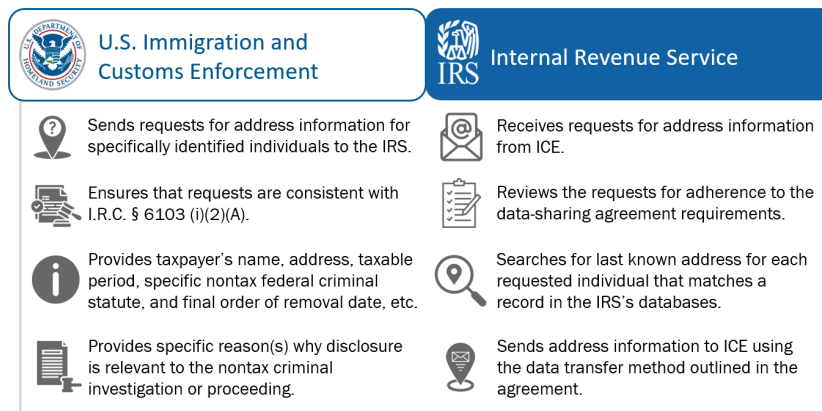 U.S. DEPARTMENT OF
HOMELAND SECURITY
U.S. Immigration and
Customs Enforcement
Sends requests for address information for
specifically identified individuals to the IRS.
Ensures that requests are consistent with
I.R.C. § 6103 (i)(2)(A).
Provides taxpayer’s name, address, taxable
period, specific nontax federal criminal
statute, and final order of removal date, etc.
Provides specific reason(s) why disclosure
is relevant to the nontax criminal
investigation or proceeding.
IRS
Internal Revenue Service
Receives requests for address information
from ICE.
Reviews the requests for adherence to the
data-sharing agreement requirements.
Searches for last known address for each
requested individual that matches a
record in the IRS’s databases.
Sends address information to ICE using
the data transfer method outlined in the
agreement.